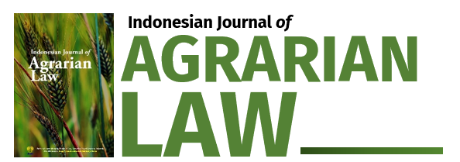 Indonesian Journal of
Agrarian
Law
Indonesian Journal of
AGRARIAN
LAW